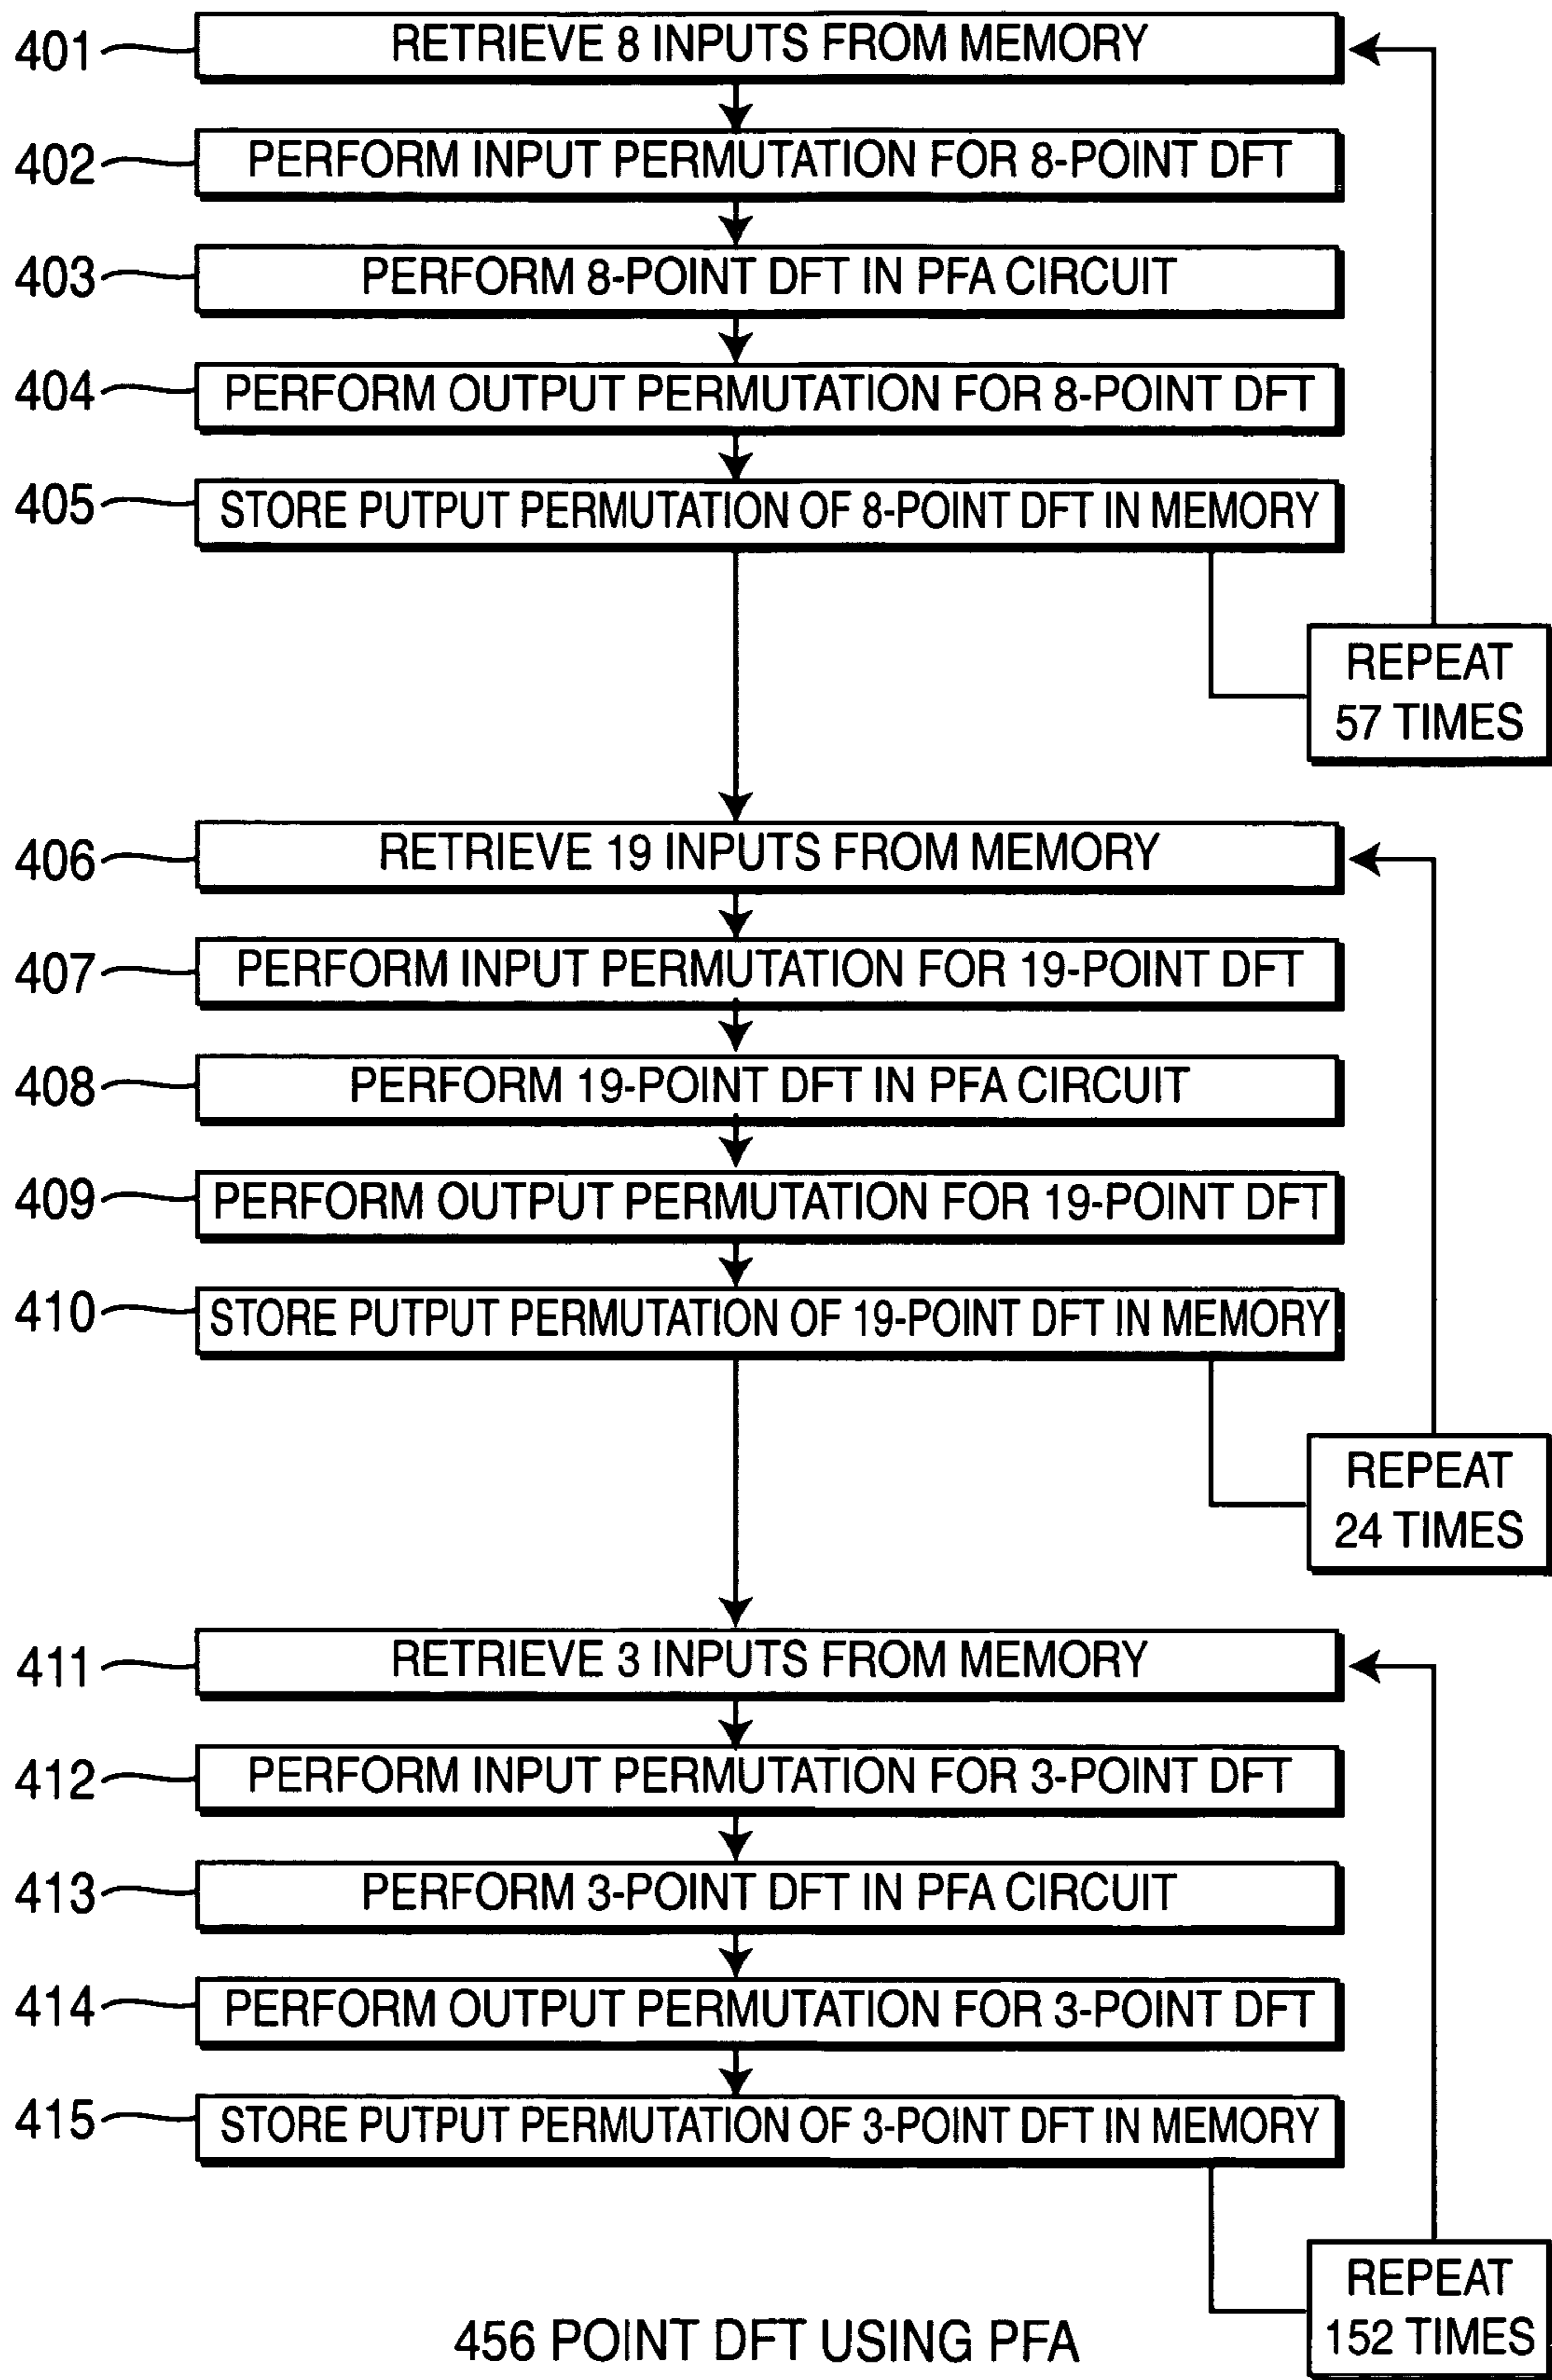 401 RETRIEVE 8 INPUTS FROM MEMORY
402 PERFORM INPUT PERMUTATION FOR 8-POINT DFT
403 PERFORM 8-POINT DFT IN PFA CIRCUIT
404 PERFORM OUTPUT PERMUTATION FOR 8-POINT DFT
405 STORE PUTPUT PERMUTATION OF 8-POINT DFT IN MEMORY
REPEAT
57 TIMES
406 RETRIEVE 19 INPUTS FROM MEMORY
407 PERFORM INPUT PERMUTATION FOR 19-POINT DFT
408 PERFORM 19-POINT DFT IN PFA CIRCUIT
409 PERFORM OUTPUT PERMUTATION FOR 19-POINT DFT
410 STORE PUTPUT PERMUTATION OF 19-POINT DFT IN MEMORY
REPEAT
24 TIMES
411 RETRIEVE 3 INPUTS FROM MEMORY
412 PERFORM INPUT PERMUTATION FOR 3-POINT DFT
413 PERFORM 3-POINT DFT IN PFA CIRCUIT
414 PERFORM OUTPUT PERMUTATION FOR 3-POINT DFT
415 STORE PUTPUT PERMUTATION OF 3-POINT DFT IN MEMORY
REPEAT
152 TIMES
456 POINT DFT USING PFA